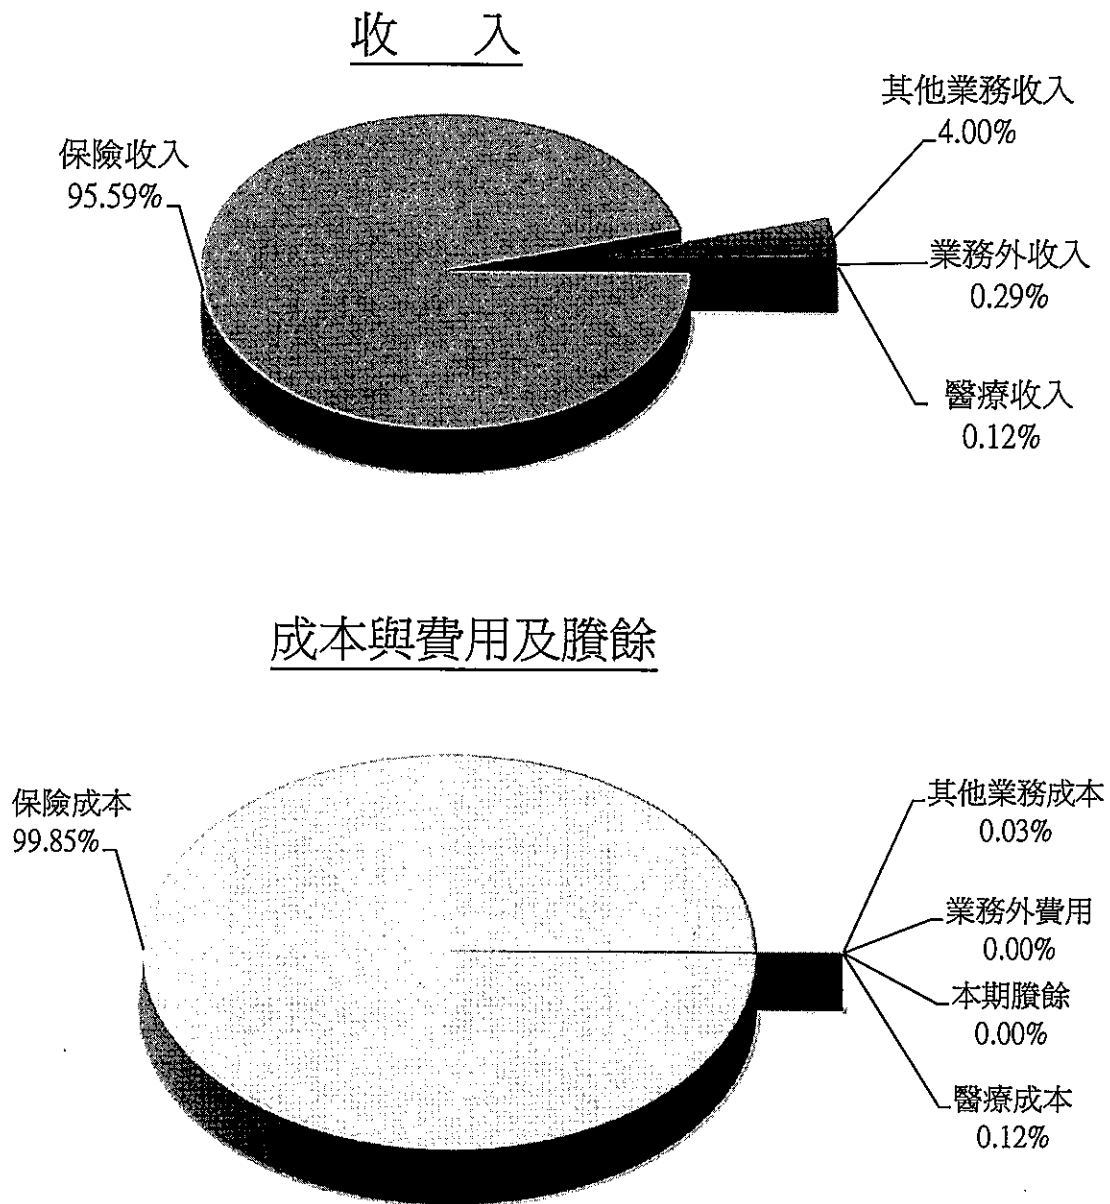 收 入
其他業務收入
4.00%
保險收入
95.59%
業務外收入
0.29%
醫療收入
0.12%
成本與費用及賸餘
保險成本
99.85%
其他業務成本
0.03%
業務外費用
0.00%
本期賸餘
0.00%
醫療成本
0.12%